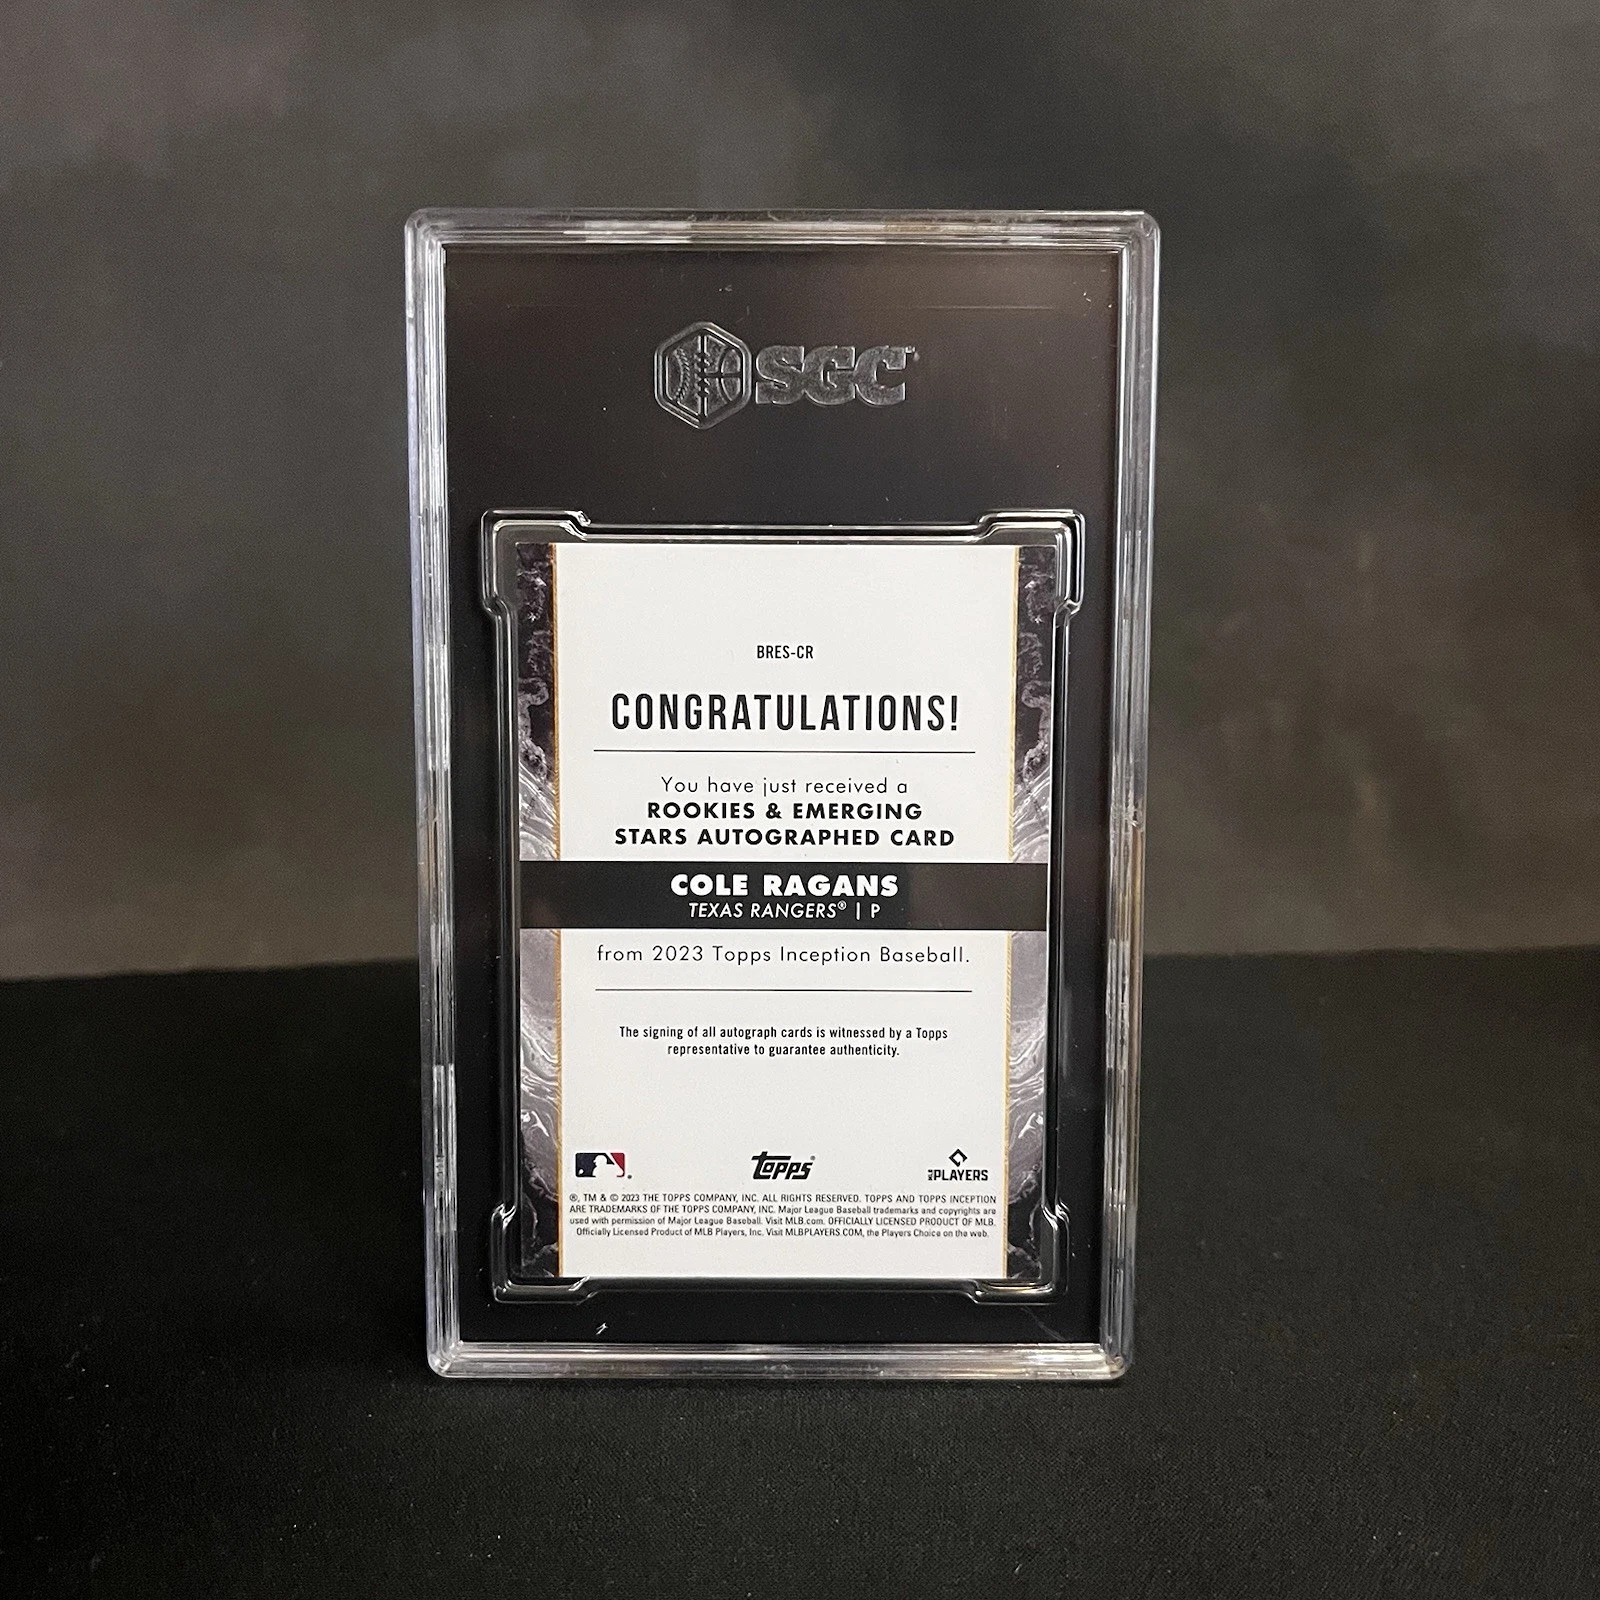 SGC
BRES-CR
CONGRATULATIONS!
You have just received a
ROOKIES & EMERGING
STARS AUTOGRAPHED CARD
COLE RAGANS
TEXAS RANGERS® | P
from 2023 Topps Inception Baseball.
The signing of all autograph cards is witnessed by a Topps
representative to guarantee authenticity.
topps®
MLB PLAYERS
®, TM & © 2023 THE TOPPS COMPANY, INC. ALL RIGHTS RESERVED. TOPPS AND TOPPS INCEPTION
ARE TRADEMARKS OF THE TOPPS COMPANY, INC. Major League Baseball trademarks and copyrights are
used with permission of Major League Baseball. Visit MLB.com. OFFICIALLY LICENSED PRODUCT OF MLB.
Officially Licensed Product of MLB Players, Inc. Visit MLBPLAYERS.COM, the Players Choice on the web.